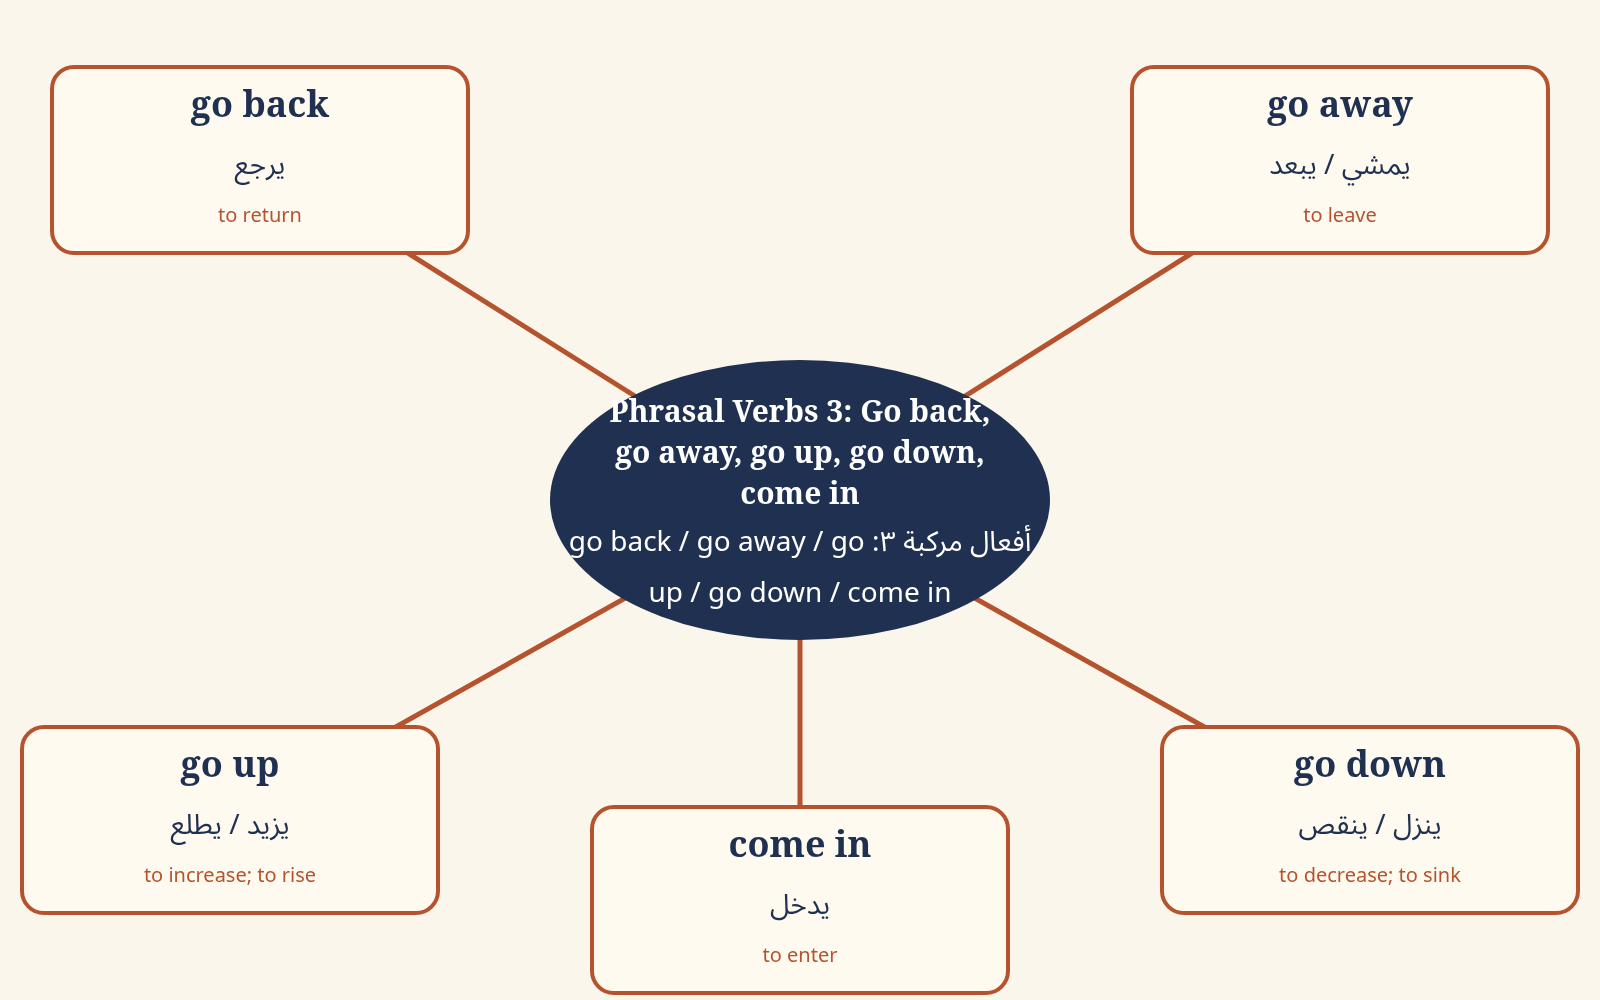 go back
يرجع
to return
go away
يمشي / يبعد
to leave
Phrasal Verbs 3: Go back,
go away, go up, go down,
come in
أفعال مركبة ٣: go back / go away / go
up / go down / come in
go up
يزيد / يطلع
to increase; to rise
come in
يدخل
to enter
go down
ينزل / ينقص
to decrease; to sink